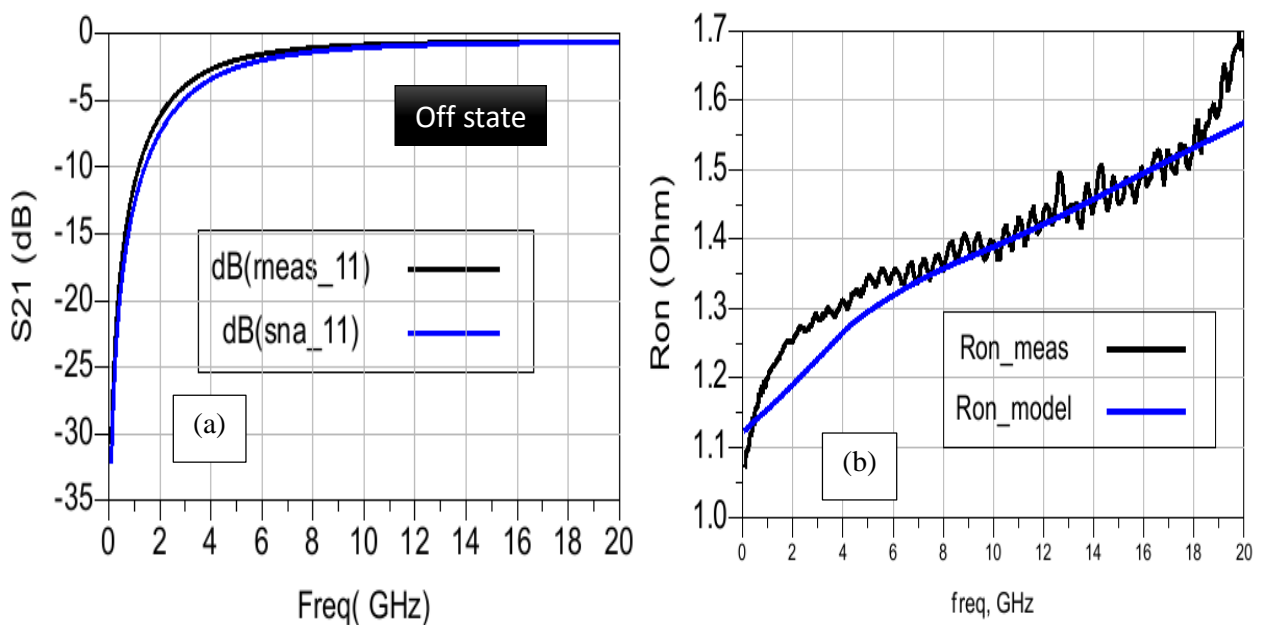 0
-5
-10
-15
-20
-25
-30
-35
S21 (dB)
Off state
dB(meas_11)
dB(sna_11)
(a)
0 2 4 6 8 10 12 14 16 18 20
Freq( GHz)
1.7
1.6
1.5
1.4
1.3
1.2
1.1
1.0
Ron (Ohm)
Ron_meas
Ron_model
(b)
0 2 4 6 8 10 12 14 16 18 20
freq, GHz